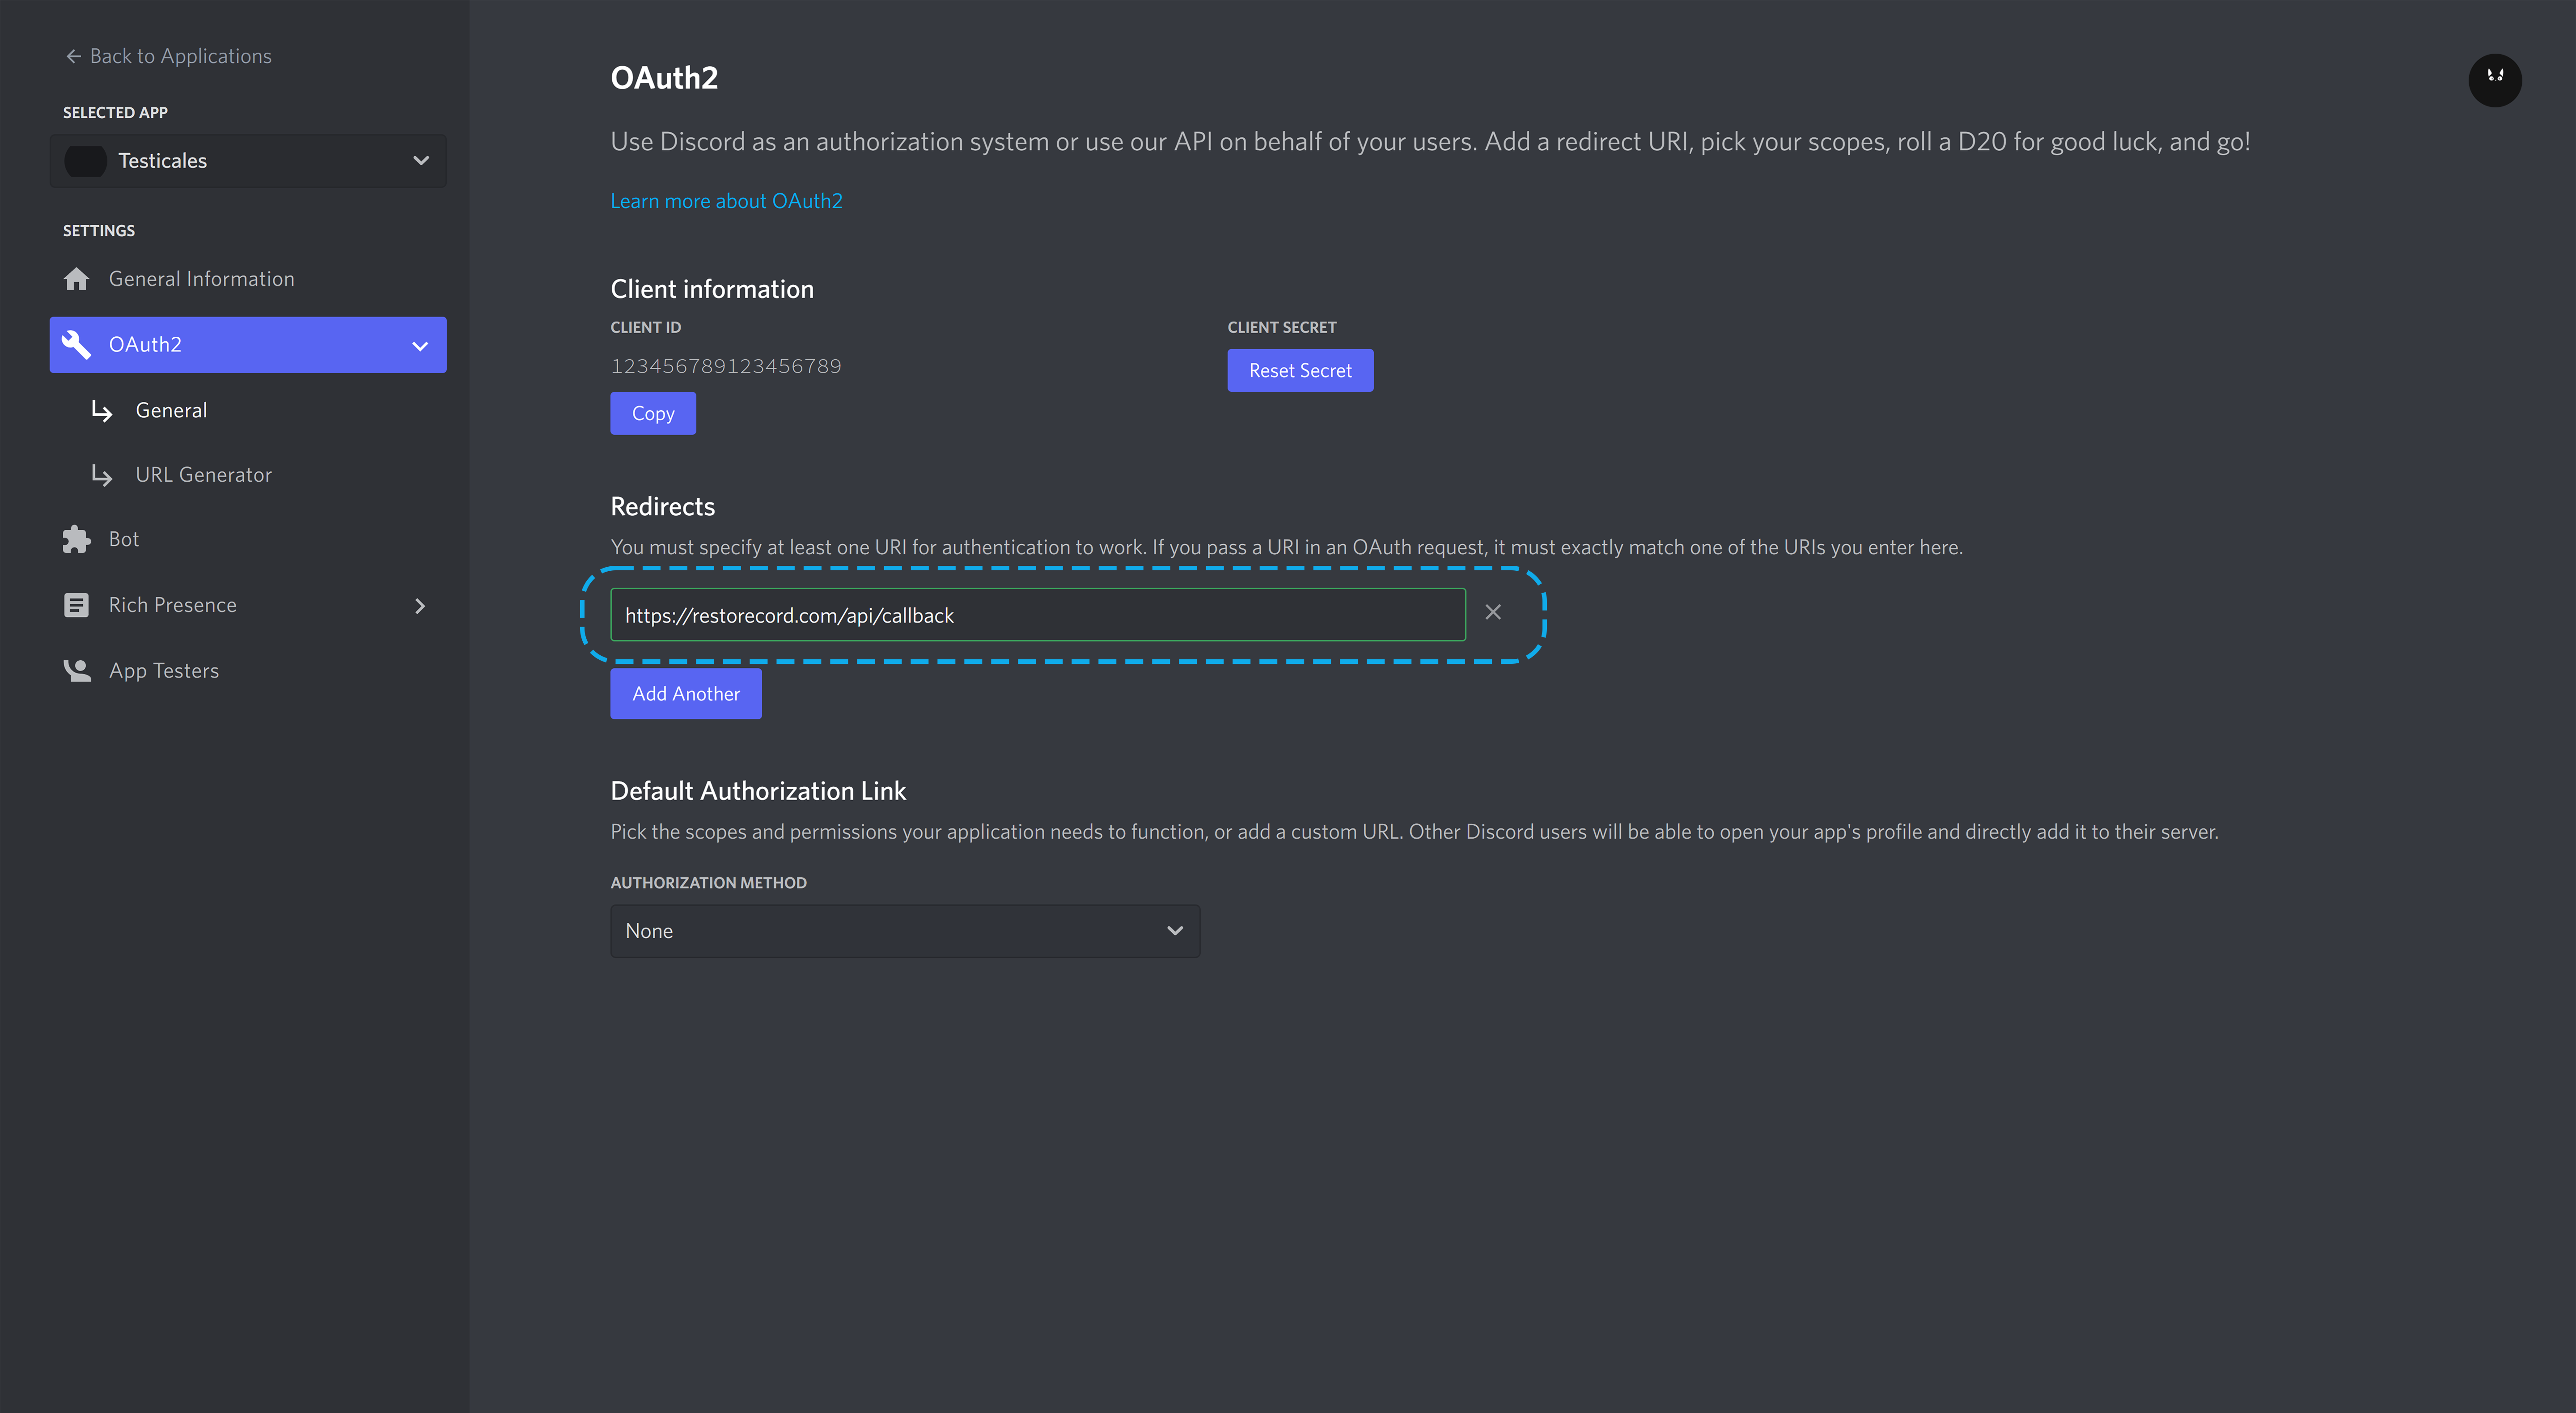 ← Back to Applications
SELECTED APP
Testicales
SETTINGS
General Information
OAuth2
General
URL Generator
Bot
Rich Presence
App Testers
OAuth2
Use Discord as an authorization system or use our API on behalf of your users. Add a redirect URI, pick your scopes, roll a D20 for good luck, and go!
Learn more about OAuth2
Client information
CLIENT ID
123456789123456789
Copy
CLIENT SECRET
Reset Secret
Redirects
You must specify at least one URI for authentication to work. If you pass a URI in an OAuth request, it must exactly match one of the URIs you enter here.
https://restorecord.com/api/callback
Add Another
Default Authorization Link
Pick the scopes and permissions your application needs to function, or add a custom URL. Other Discord users will be able to open your app's profile and directly add it to their server.
AUTHORIZATION METHOD
None